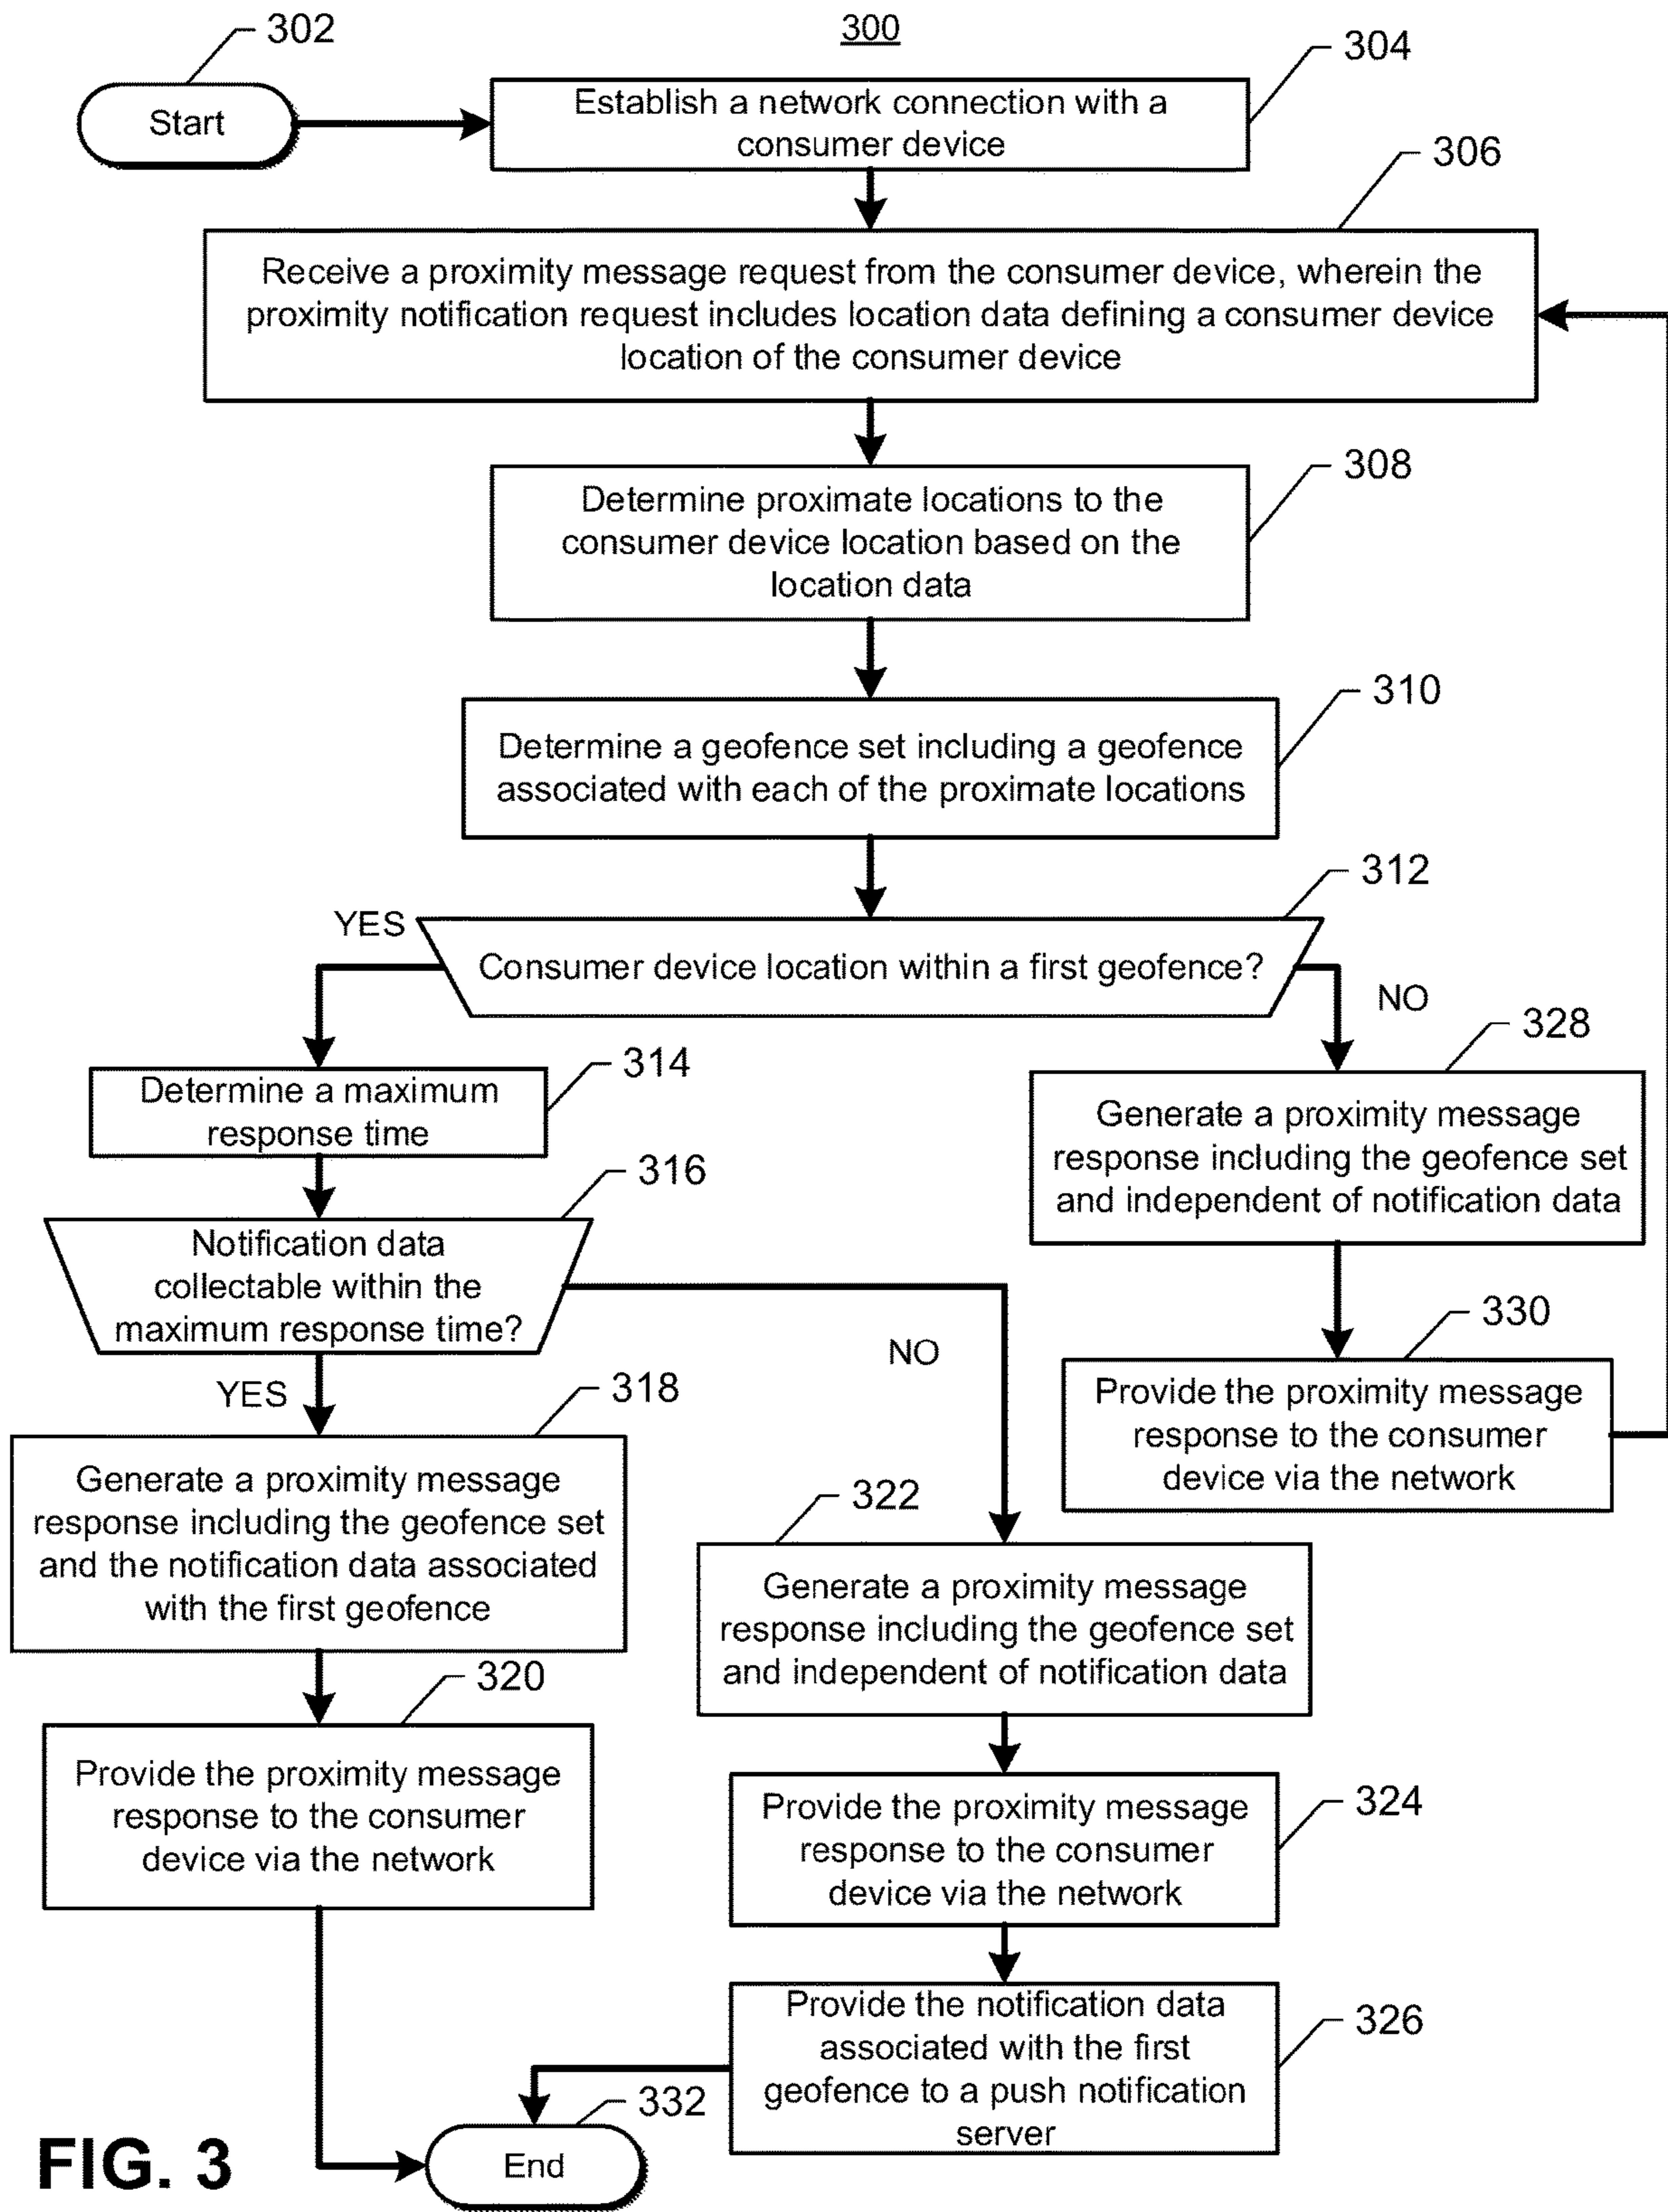 302
300
304
Start
Establish a network connection with a
consumer device
306
Receive a proximity message request from the consumer device, wherein the
proximity notification request includes location data defining a consumer device
location of the consumer device
308
Determine proximate locations to the
consumer device location based on the
location data
310
Determine a geofence set including a geofence
associated with each of the proximate locations
312
YES
Consumer device location within a first geofence?
NO
314
Determine a maximum
response time
328
Generate a proximity message
response including the geofence set
and independent of notification data
316
Notification data
collectable within the
maximum response time?
NO
YES
330
Provide the proximity message
response to the consumer
device via the network
318
Generate a proximity message
response including the geofence set
and the notification data associated
with the first geofence
322
Generate a proximity message
response including the geofence set
and independent of notification data
320
Provide the proximity message
response to the consumer
device via the network
324
Provide the proximity message
response to the consumer
device via the network
326
Provide the notification data
associated with the first
geofence to a push notification
server
332
End
FIG. 3